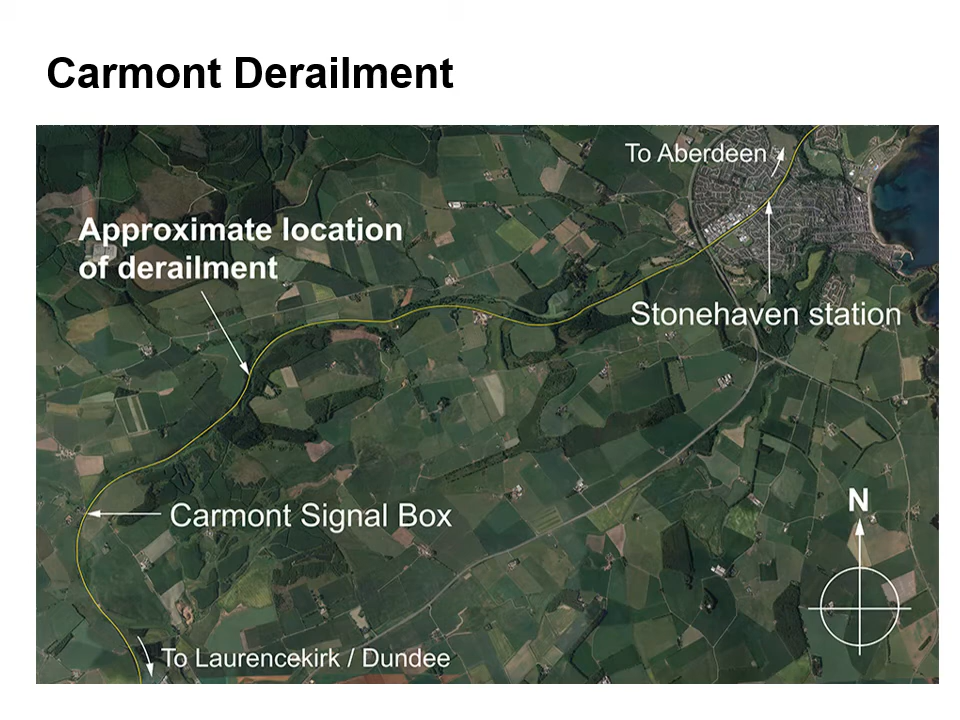 Carmont Derailment
To Aberdeen
Approximate location
of derailment
Stonehaven station
Carmont Signal Box
N
To Laurencekirk / Dundee